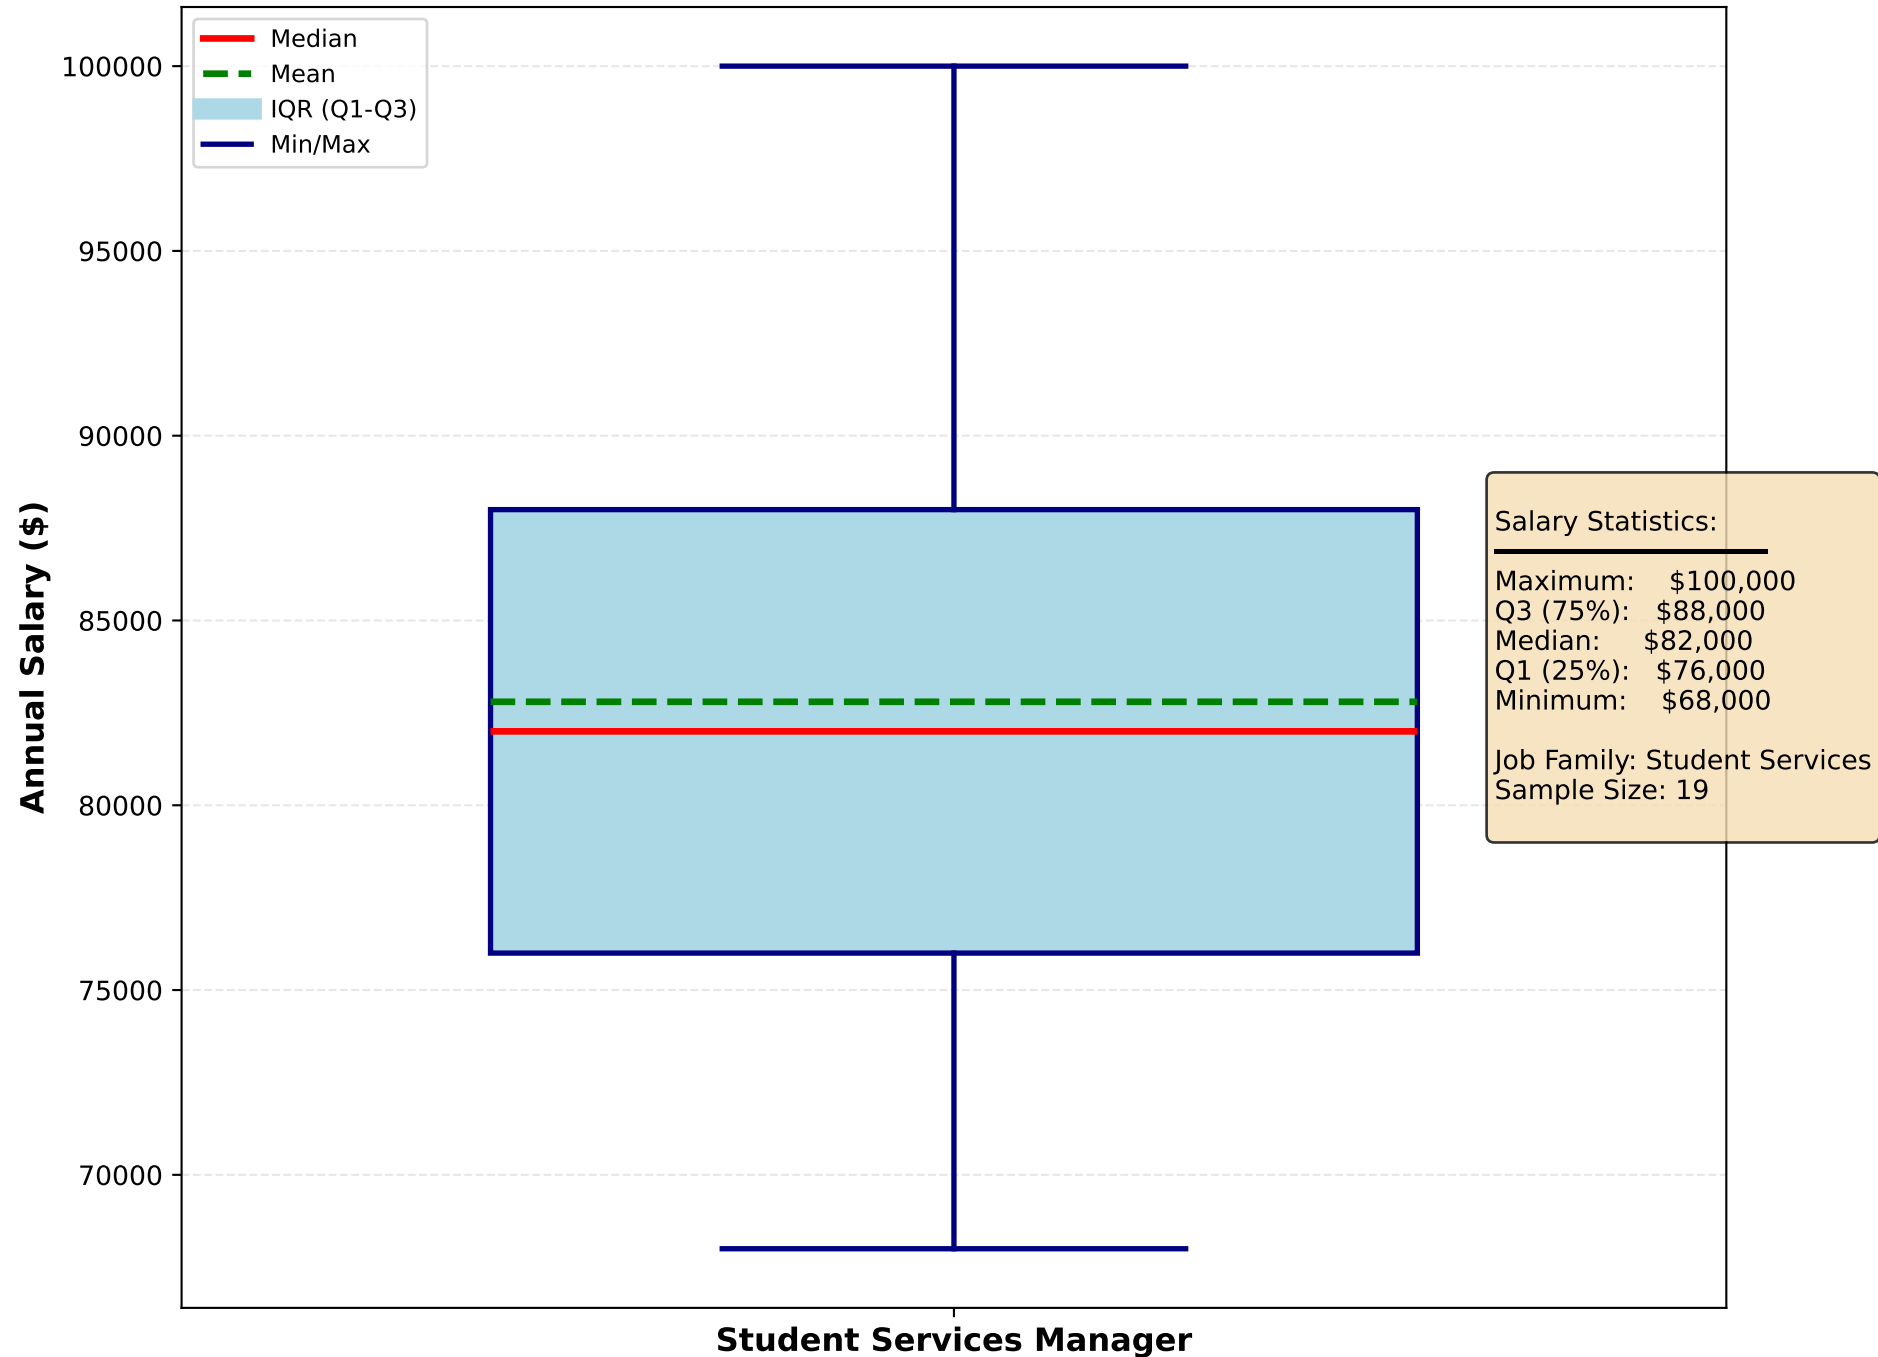 Median
Mean
IQR (Q1-Q3)
Min/Max
Annual Salary ($)
100000
95000
90000
85000
80000
75000
70000
Salary Statistics:
Maximum: $100,000
Q3 (75%): $88,000
Median: $82,000
Q1 (25%): $76,000
Minimum: $68,000
Job Family: Student Services
Sample Size: 19
Student Services Manager